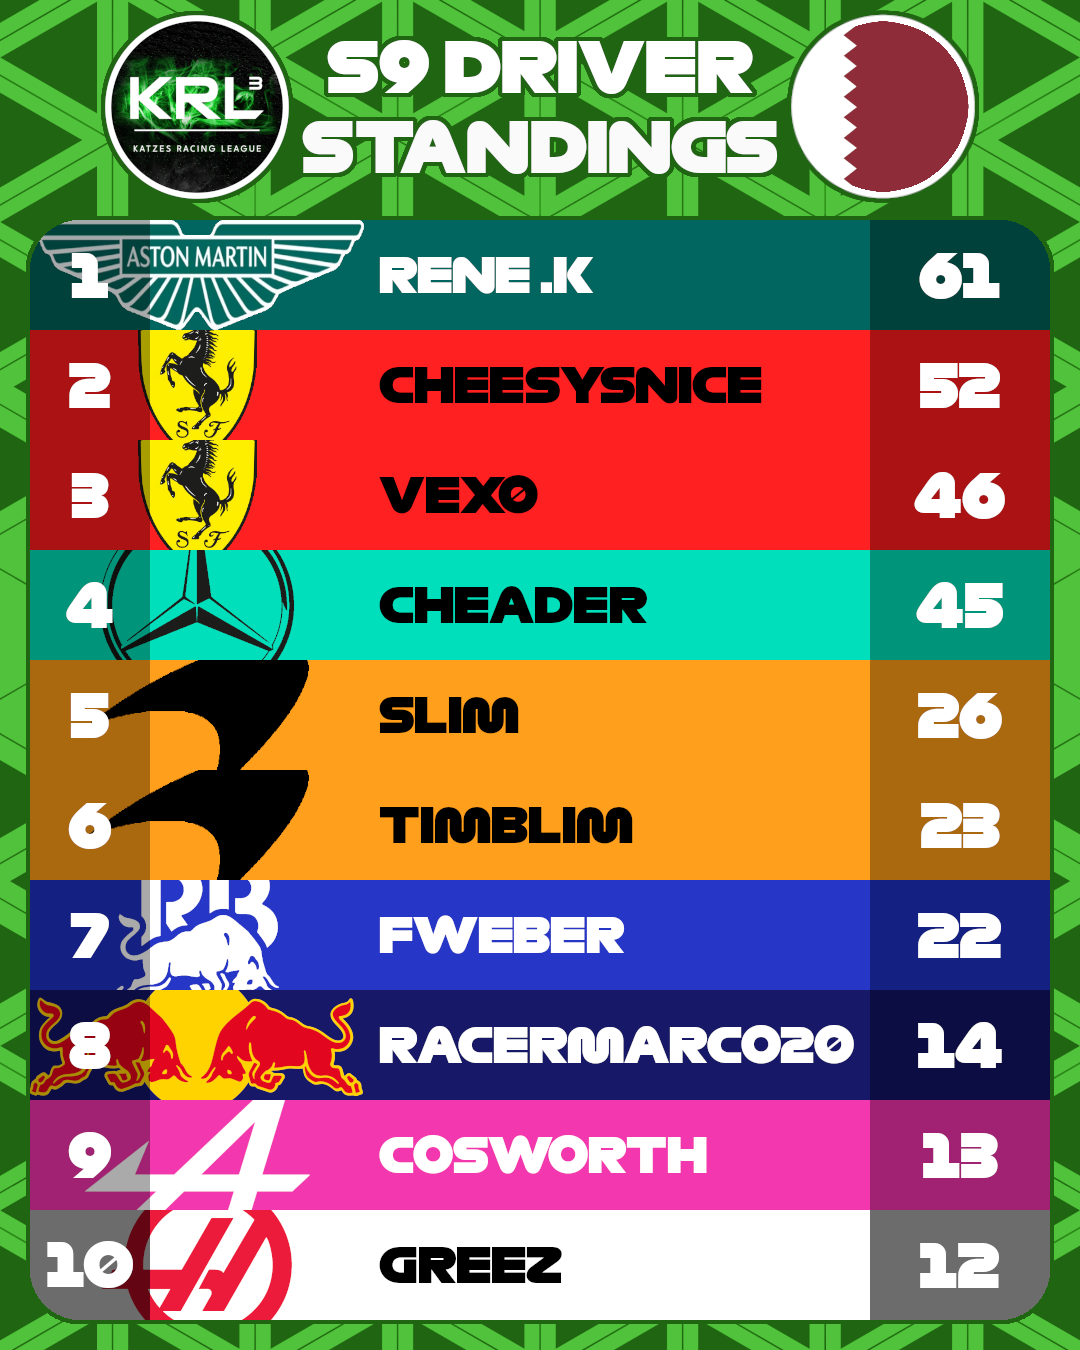 KRL3
KATZES RACING LEAGUE
S9 DRIVER
STANDINGS
1 ASTON MARTIN RENE .K 61
2 S F CHEESYSNICE 52
3 S F VEX0 46
4 CHEADER 45
5 SLIM 26
6 TIMBLIM 23
7 RB FWEBER 22
8 RACERMARCO20 14
9 COSWORTH 13
10 GREEZ 12